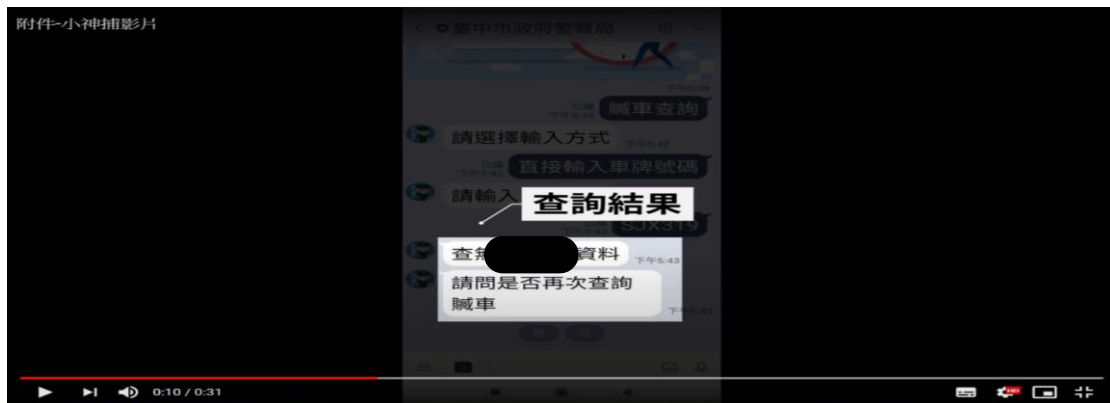 附件-小神捕影片
臺中市政府警察局
已讀
贓車查詢
下午5:42
請選擇輸入方式
下午5:42
已讀
直接輸入車牌號碼
下午5:42
請輸入
查詢結果
SJX319
查無
資料
下午5:43
請問是否再次查詢
贓車
0:10 / 0:31